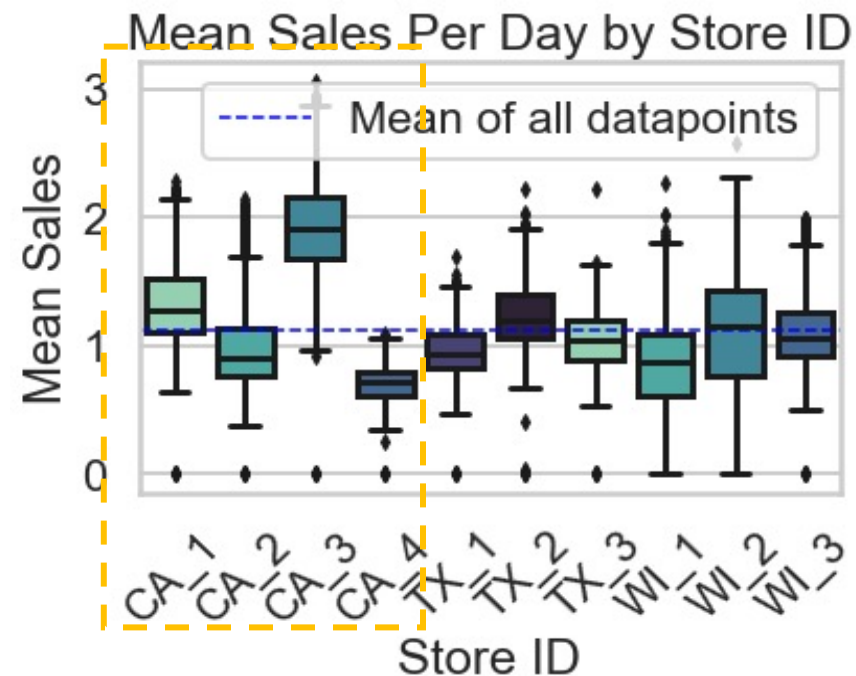 Mean Sales Per Day by Store ID
Mean of all datapoints
Mean Sales
3
2
1
0
CA_1
CA_2
CA_3
CA_4
TX_1
TX_2
TX_3
WI_1
WI_2
WI_3
Store ID